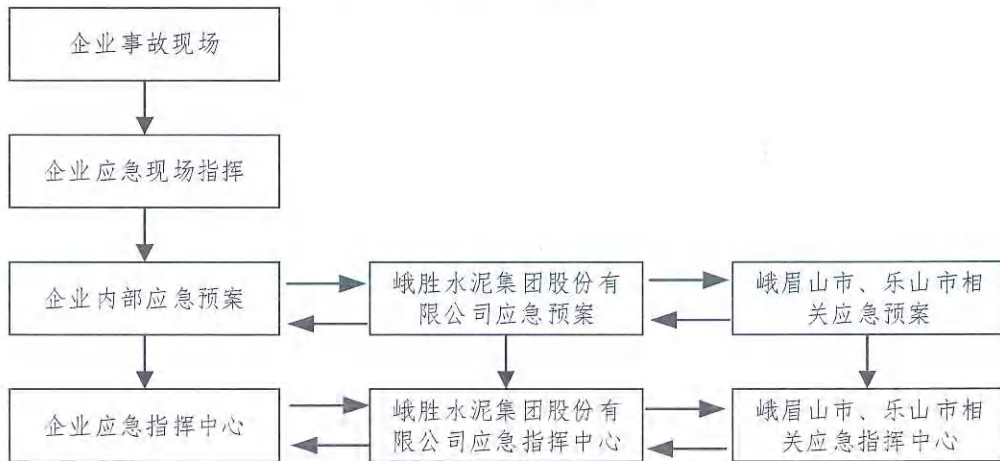 企业事故现场
企业应急现场指挥
企业内部应急预案
峨胜水泥集团股份有
限公司应急预案
峨眉山市、乐山市相
关应急预案
企业应急指挥中心
峨胜水泥集团股份有
限公司应急指挥中心
峨眉山市、乐山市相
关应急指挥中心